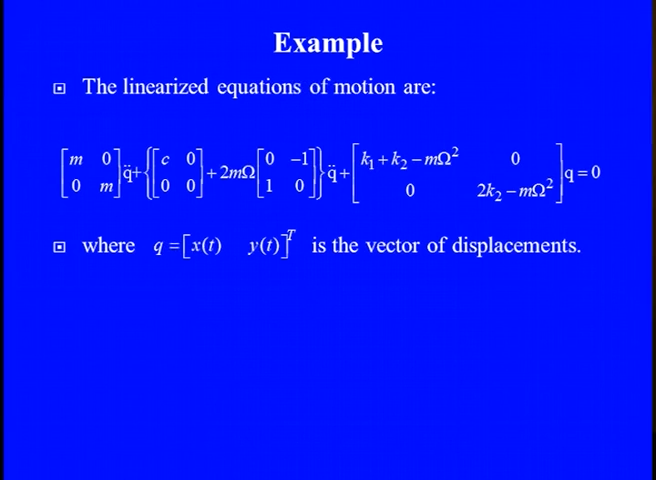 Example
The linearized equations of motion are:
[m 0; 0 m] q̈ + {[c 0; 0 0] + 2mΩ [0 −1; 1 0]} q̈ + [k₁ + k₂ − mΩ² 0; 0 2k₂ − mΩ²] q = 0
where q = [x(t) y(t)]ᵀ is the vector of displacements.